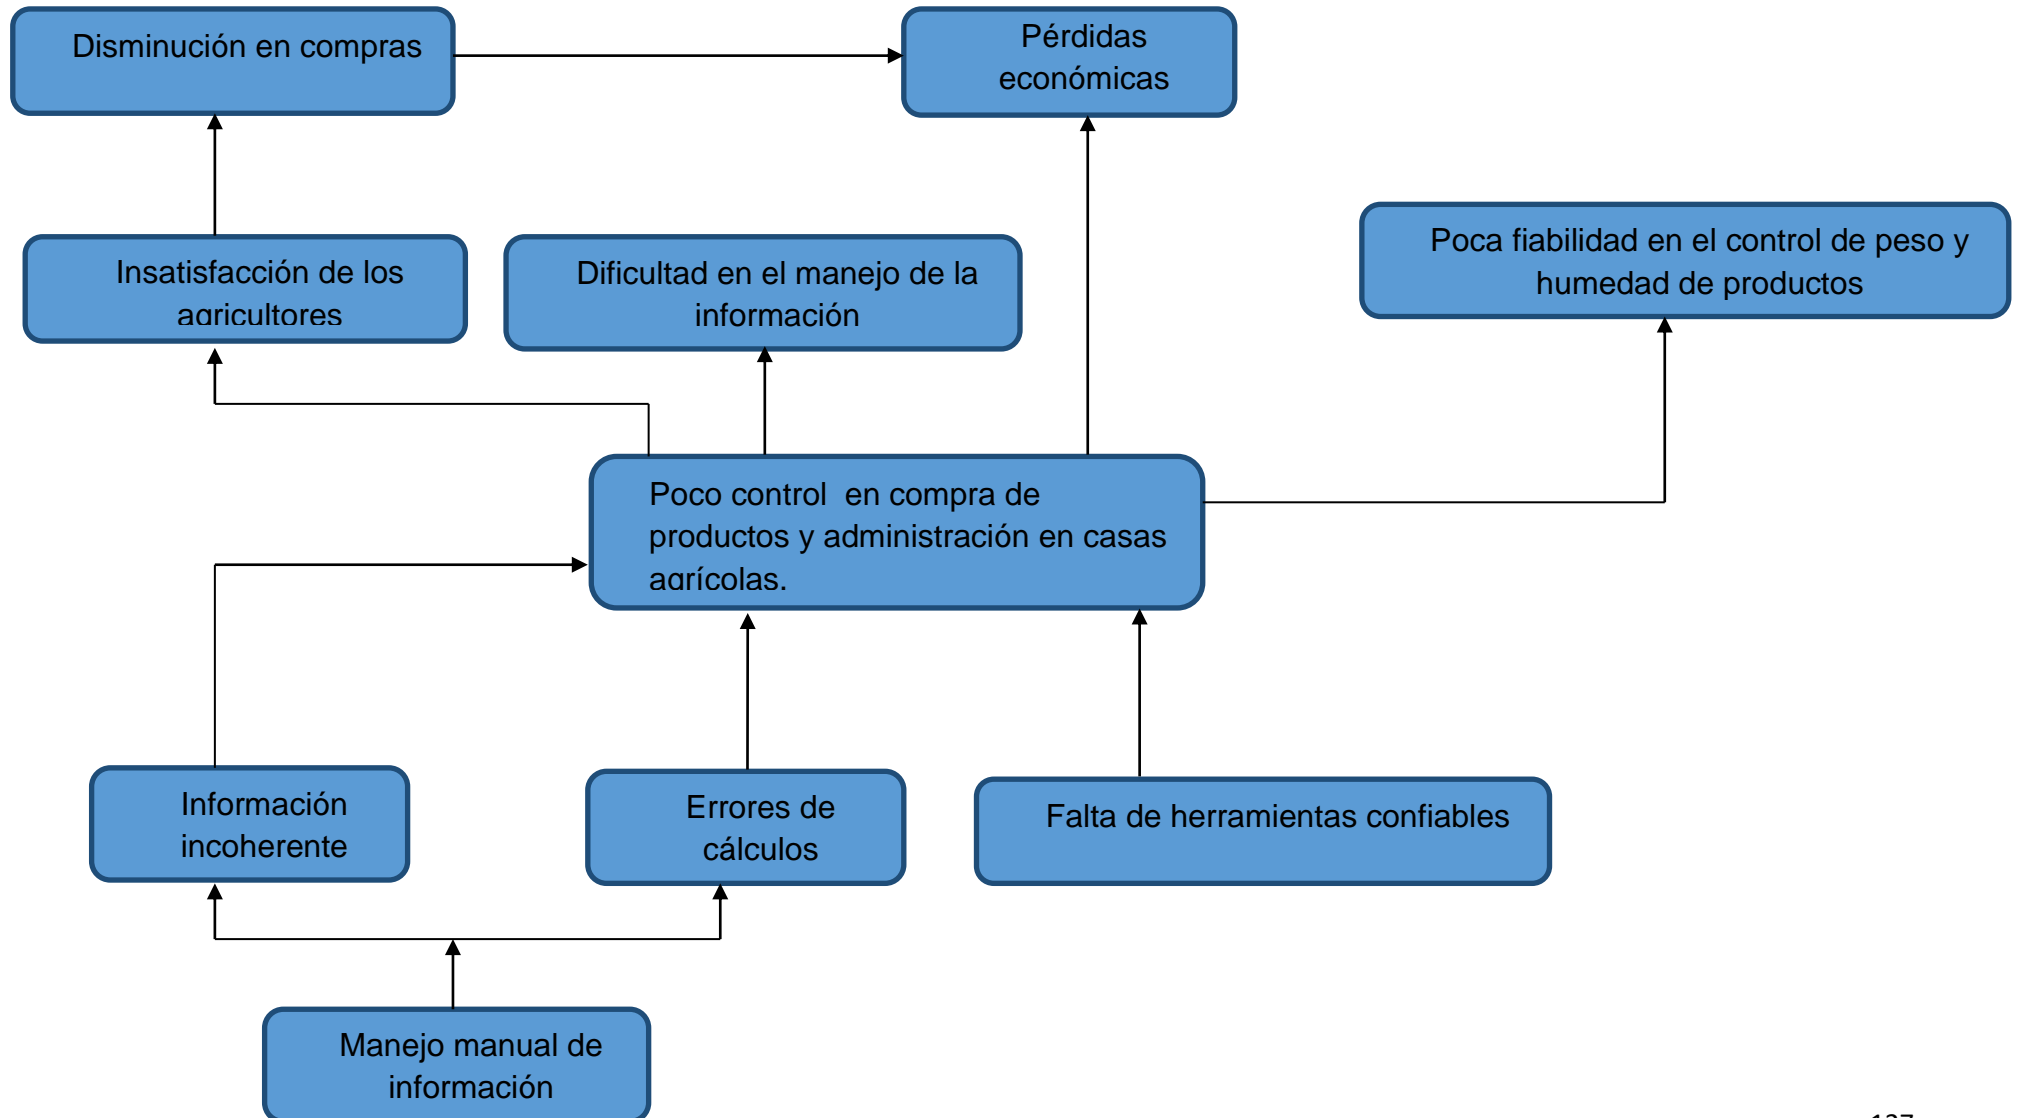 Disminución en compras
Pérdidas
económicas
Insatisfacción de los
agricultores
Dificultad en el manejo de la
información
Poca fiabilidad en el control de peso y
humedad de productos
Poco control  en compra de
productos y administración en casas
agrícolas.
Información
incoherente
Errores de
cálculos
Falta de herramientas confiables
Manejo manual de
información